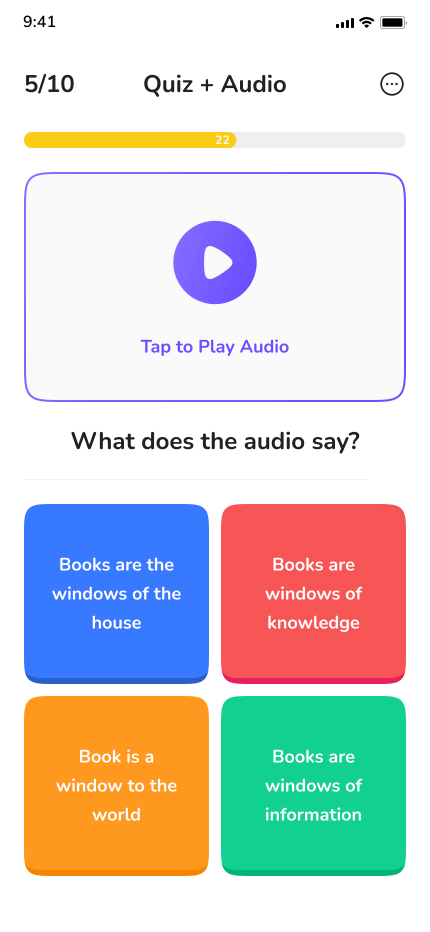 9:41
5/10 Quiz + Audio
22
Tap to Play Audio
What does the audio say?
Books are the
windows of the
house
Books are
windows of
knowledge
Book is a
window to the
world
Books are
windows of
information